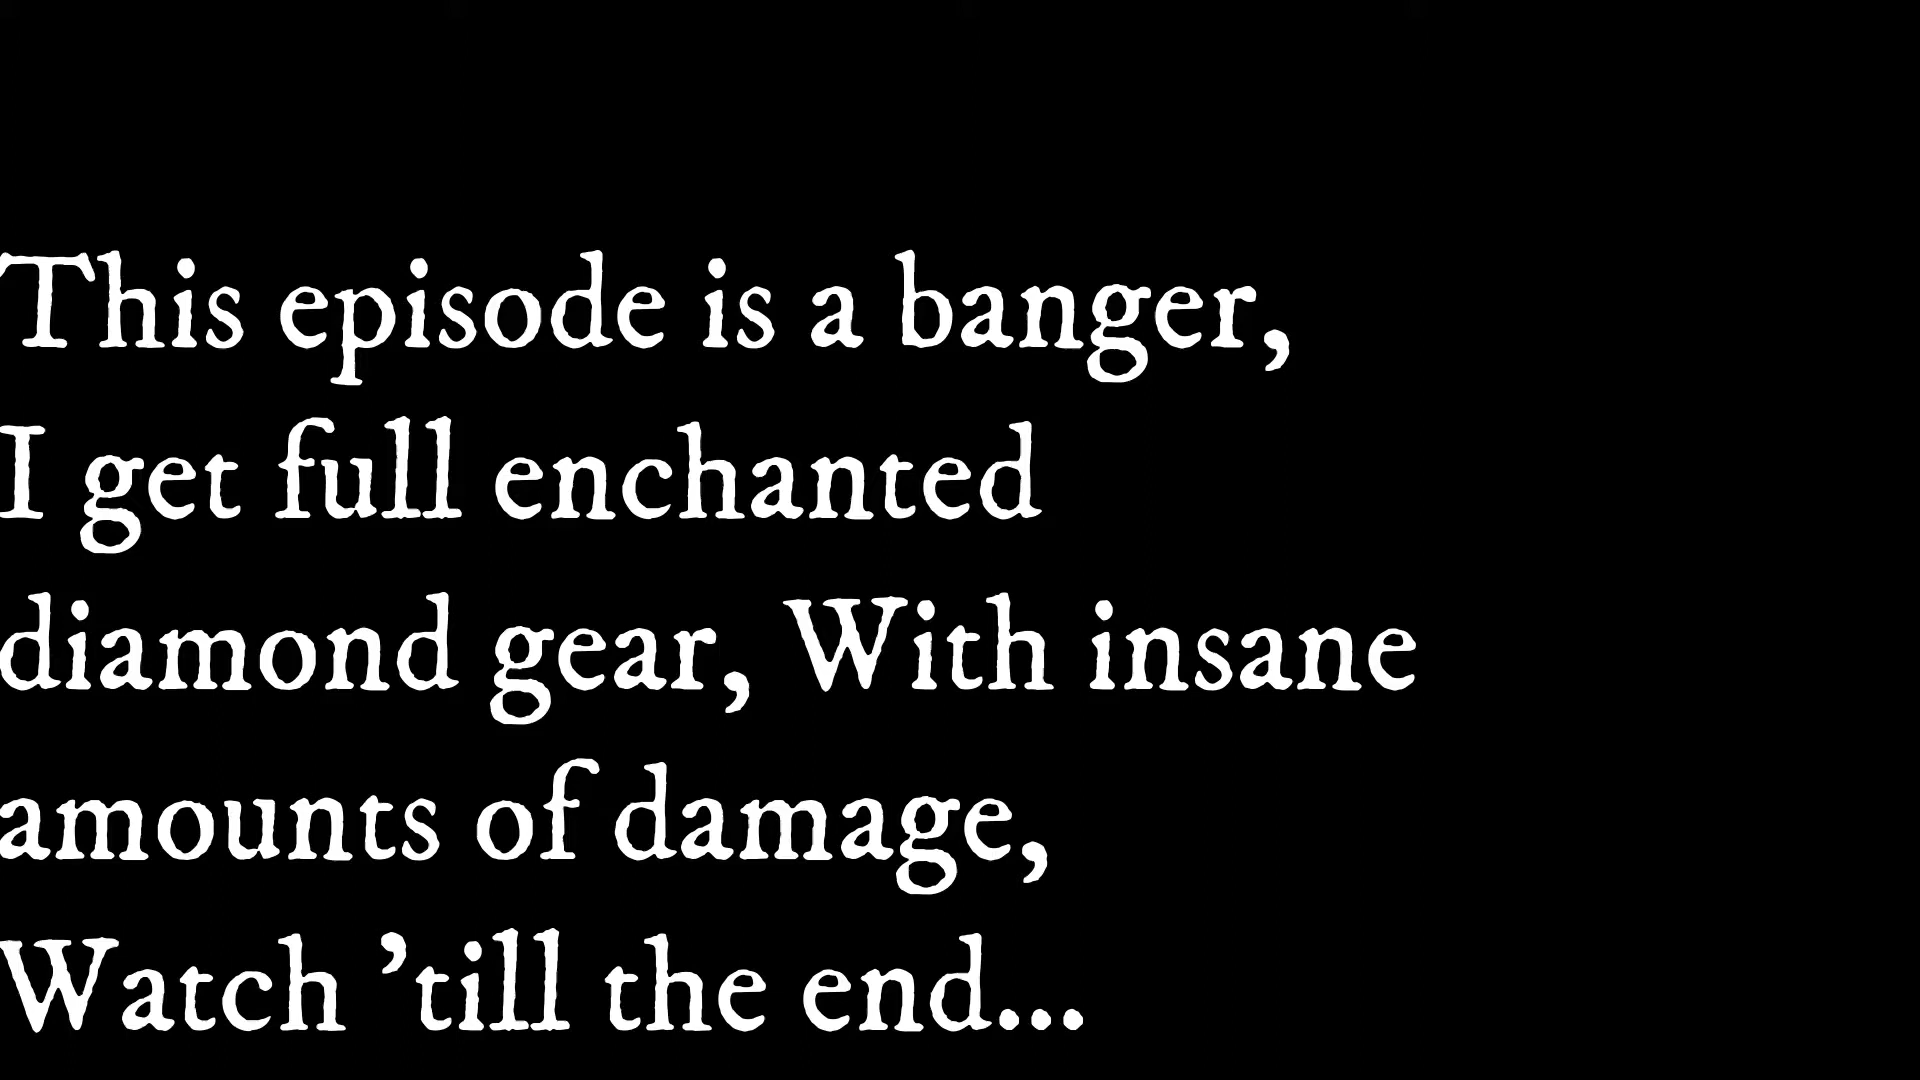 This episode is a banger,
I get full enchanted
diamond gear, With insane
amounts of damage,
Watch ’till the end...